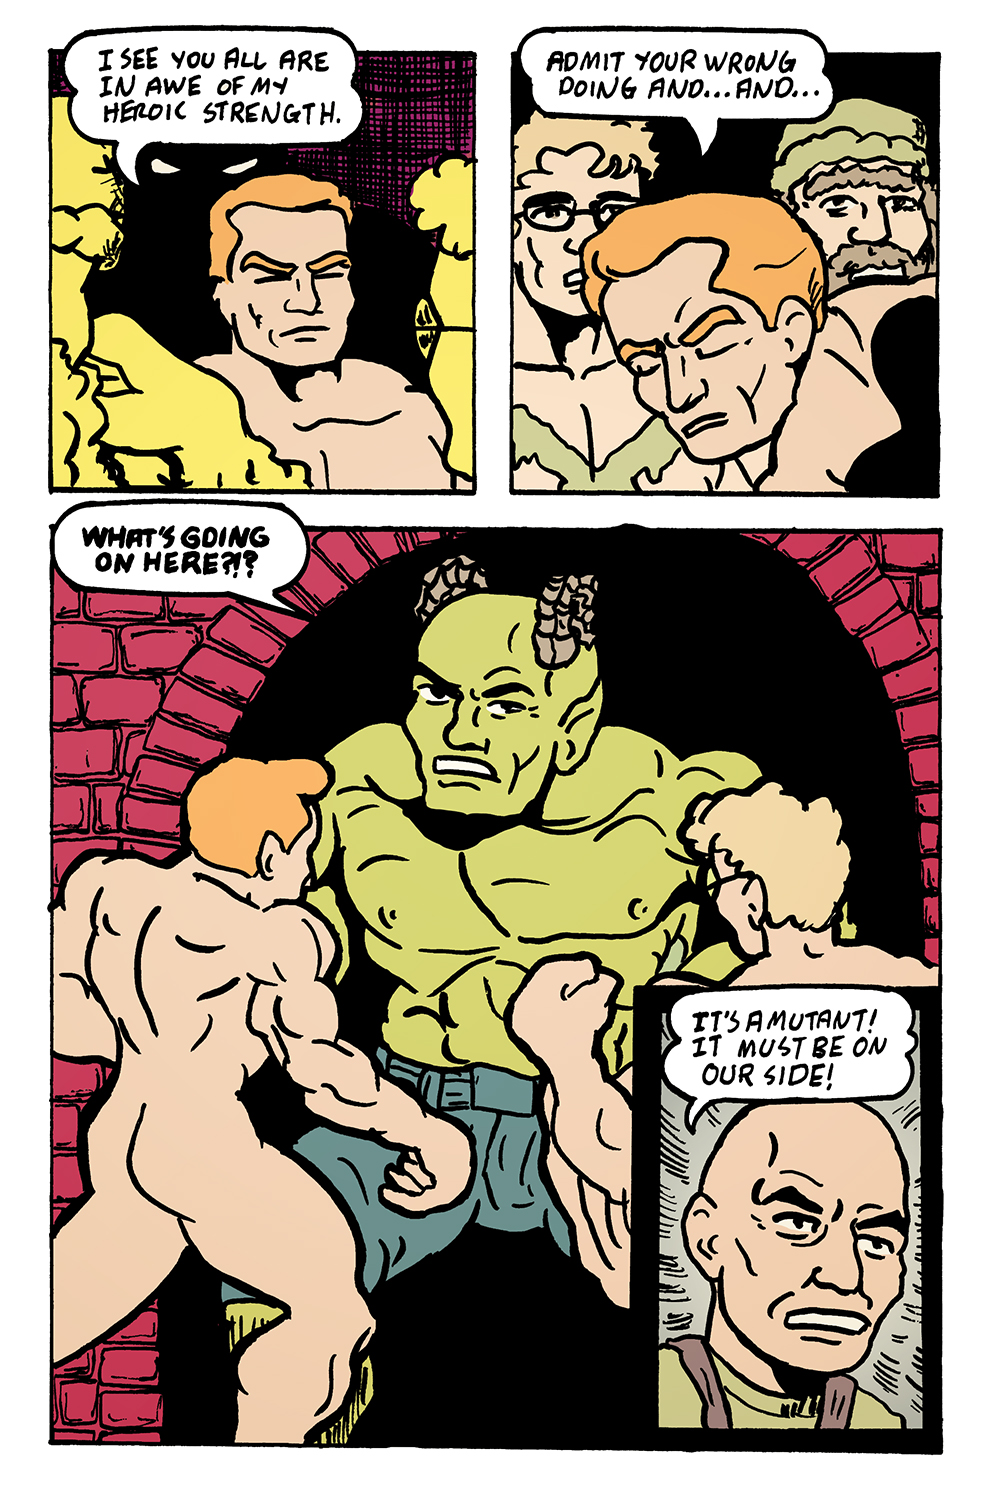 I SEE YOU ALL ARE
IN AWE OF MY
HEROIC STRENGTH.
ADMIT YOUR WRONG
DOING AND...AND...
WHAT'S GOING
ON HERE?!?
IT'S A MUTANT!
IT MUST BE ON
OUR SIDE!